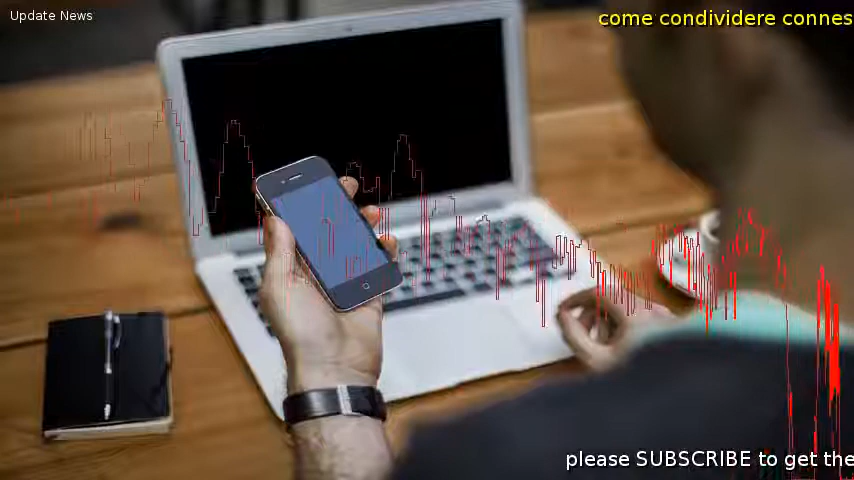 Update News
come condividere connes
please SUBSCRIBE to get the